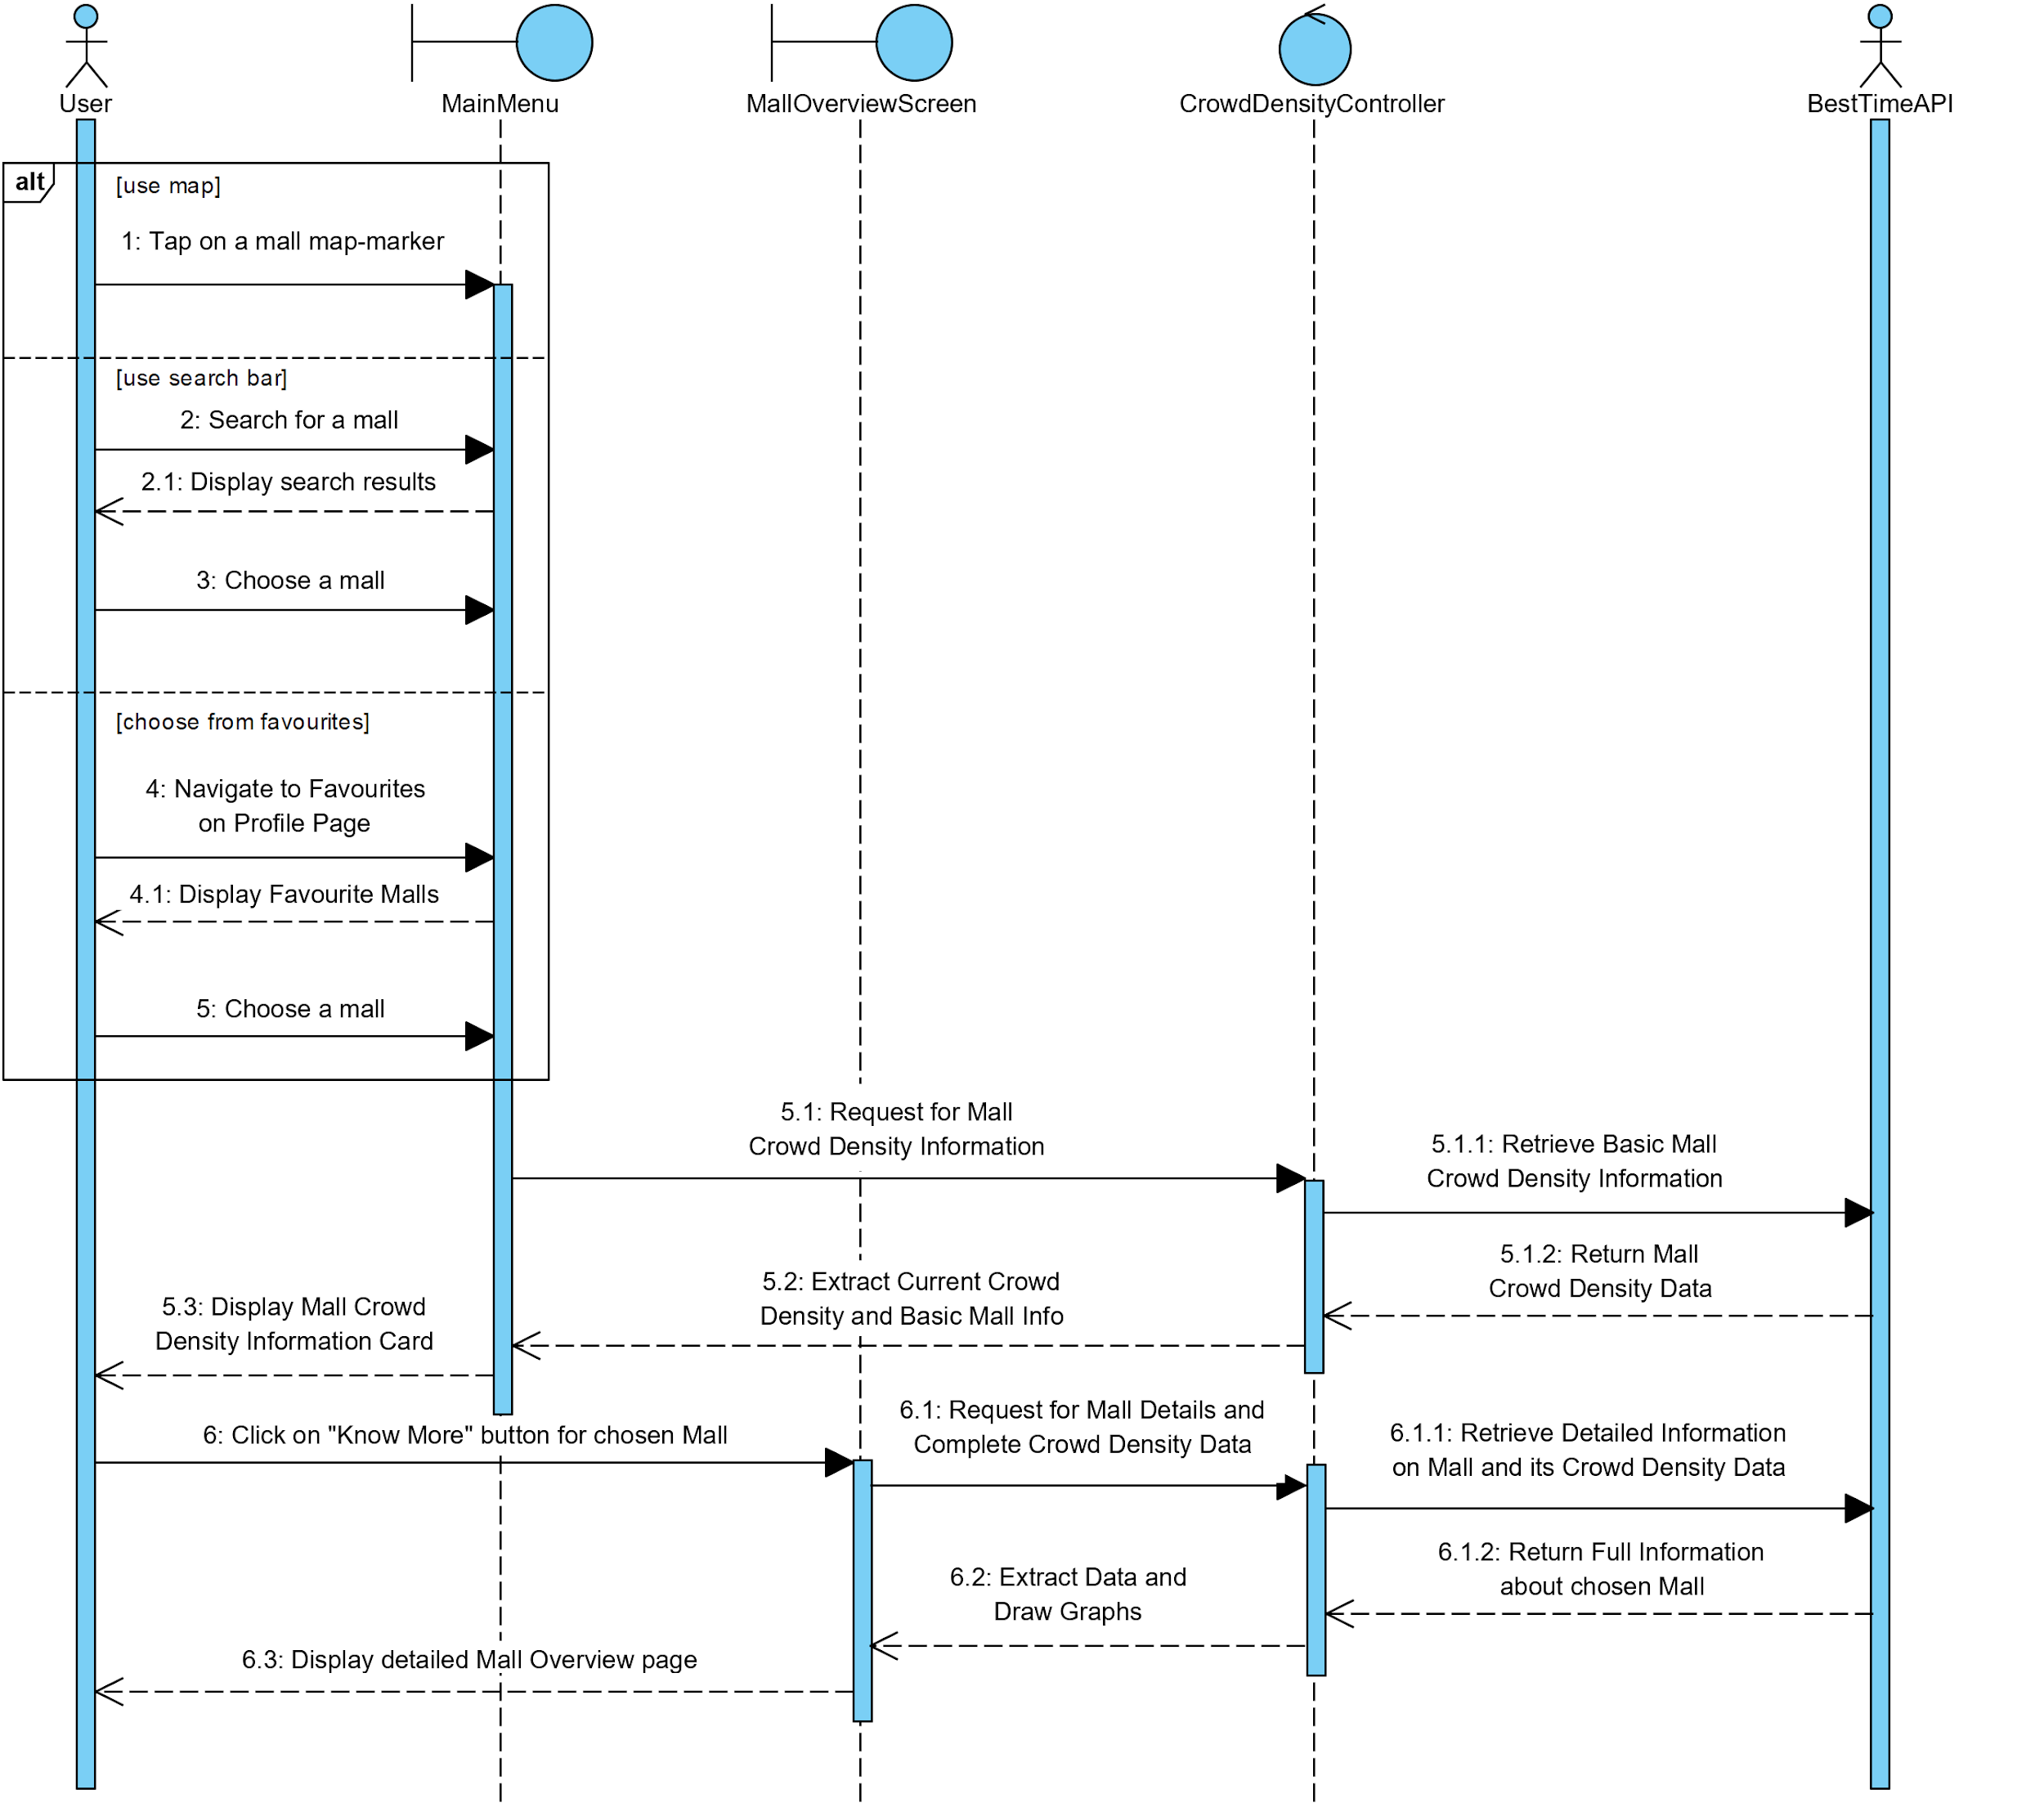 User
MainMenu
MallOverviewScreen
CrowdDensityController
BestTimeAPI
alt
[use map]
1: Tap on a mall map-marker
[use search bar]
2: Search for a mall
2.1: Display search results
3: Choose a mall
[choose from favourites]
4: Navigate to Favourites
on Profile Page
4.1: Display Favourite Malls
5: Choose a mall
5.1: Request for Mall
Crowd Density Information
5.1.1: Retrieve Basic Mall
Crowd Density Information
5.1.2: Return Mall
Crowd Density Data
5.2: Extract Current Crowd
Density and Basic Mall Info
5.3: Display Mall Crowd
Density Information Card
6: Click on "Know More" button for chosen Mall
6.1: Request for Mall Details and
Complete Crowd Density Data
6.1.1: Retrieve Detailed Information
on Mall and its Crowd Density Data
6.1.2: Return Full Information
about chosen Mall
6.2: Extract Data and
Draw Graphs
6.3: Display detailed Mall Overview page